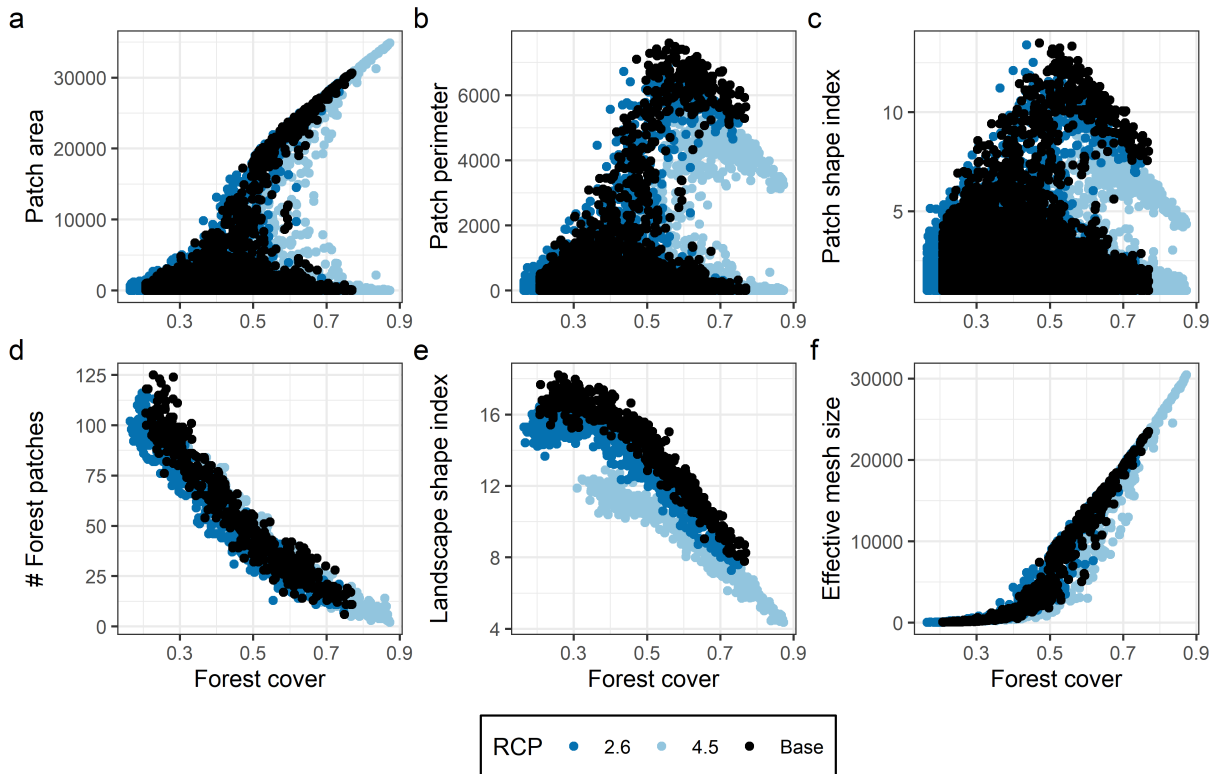 a
b
c
Patch area
30000
20000
10000
0
0.3 0.5 0.7 0.9
Patch perimeter
6000
4000
2000
0
0.3 0.5 0.7 0.9
Patch shape index
10
5
0.3 0.5 0.7 0.9
d
e
f
# Forest patches
125
100
75
50
25
0
0.3 0.5 0.7 0.9
Forest cover
Landscape shape index
16
12
8
4
0.3 0.5 0.7 0.9
Forest cover
Effective mesh size
30000
20000
10000
0
0.3 0.5 0.7 0.9
Forest cover
RCP 2.6 4.5 Base